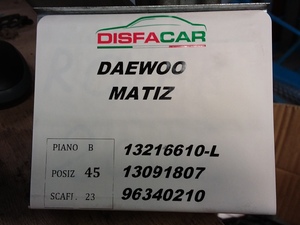 DISFACAR
DAEWOO
MATIZ
PIANO B
POSIZ 45
SCAFF. 23
13216610-L
13091807
96340210